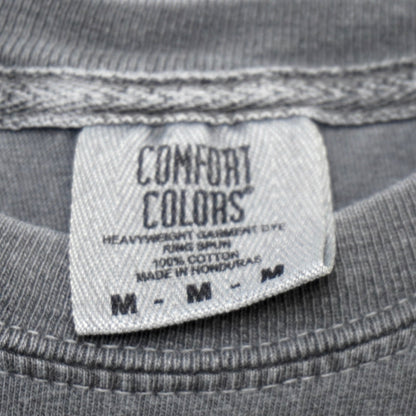 COMFORT
COLORS®
HEAVYWEIGHT GARMENT DYE
RING SPUN
100% COTTON
MADE IN HONDURAS
M - M - M